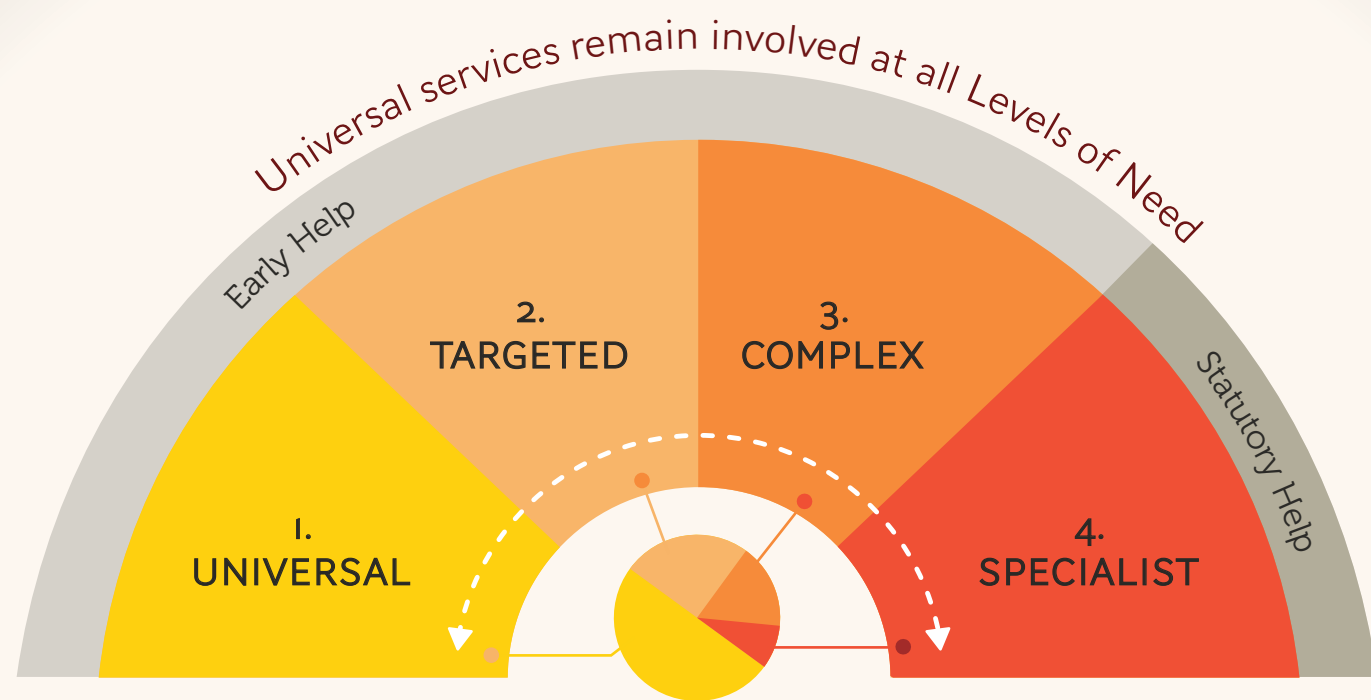 Universal services remain involved at all Levels of Need
Early Help
2.
TARGETED
3.
COMPLEX
Statutory Help
1.
UNIVERSAL
4.
SPECIALIST